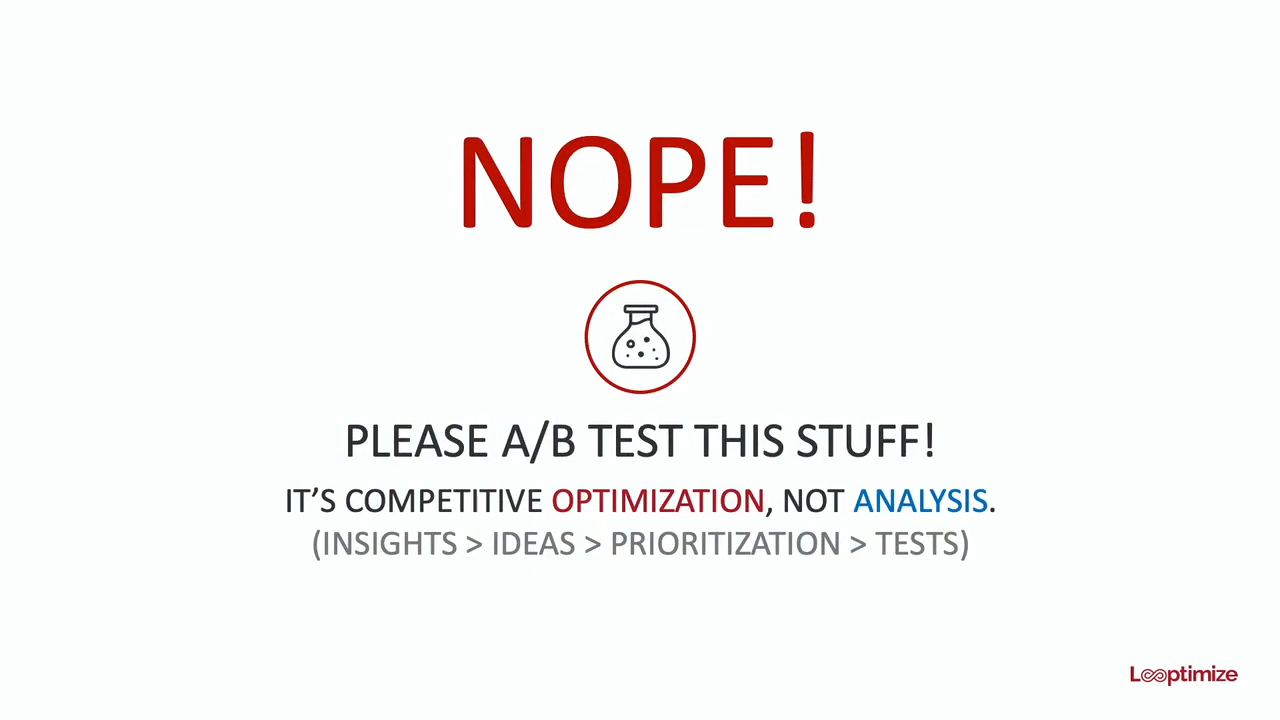 NOPE!
PLEASE A/B TEST THIS STUFF!
IT’S COMPETITIVE OPTIMIZATION, NOT ANALYSIS.
(INSIGHTS > IDEAS > PRIORITIZATION > TESTS)
Looptimize